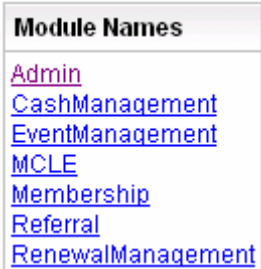 Module Names
Admin
CashManagement
EventManagement
MCLE
Membership
Referral
RenewalManagement